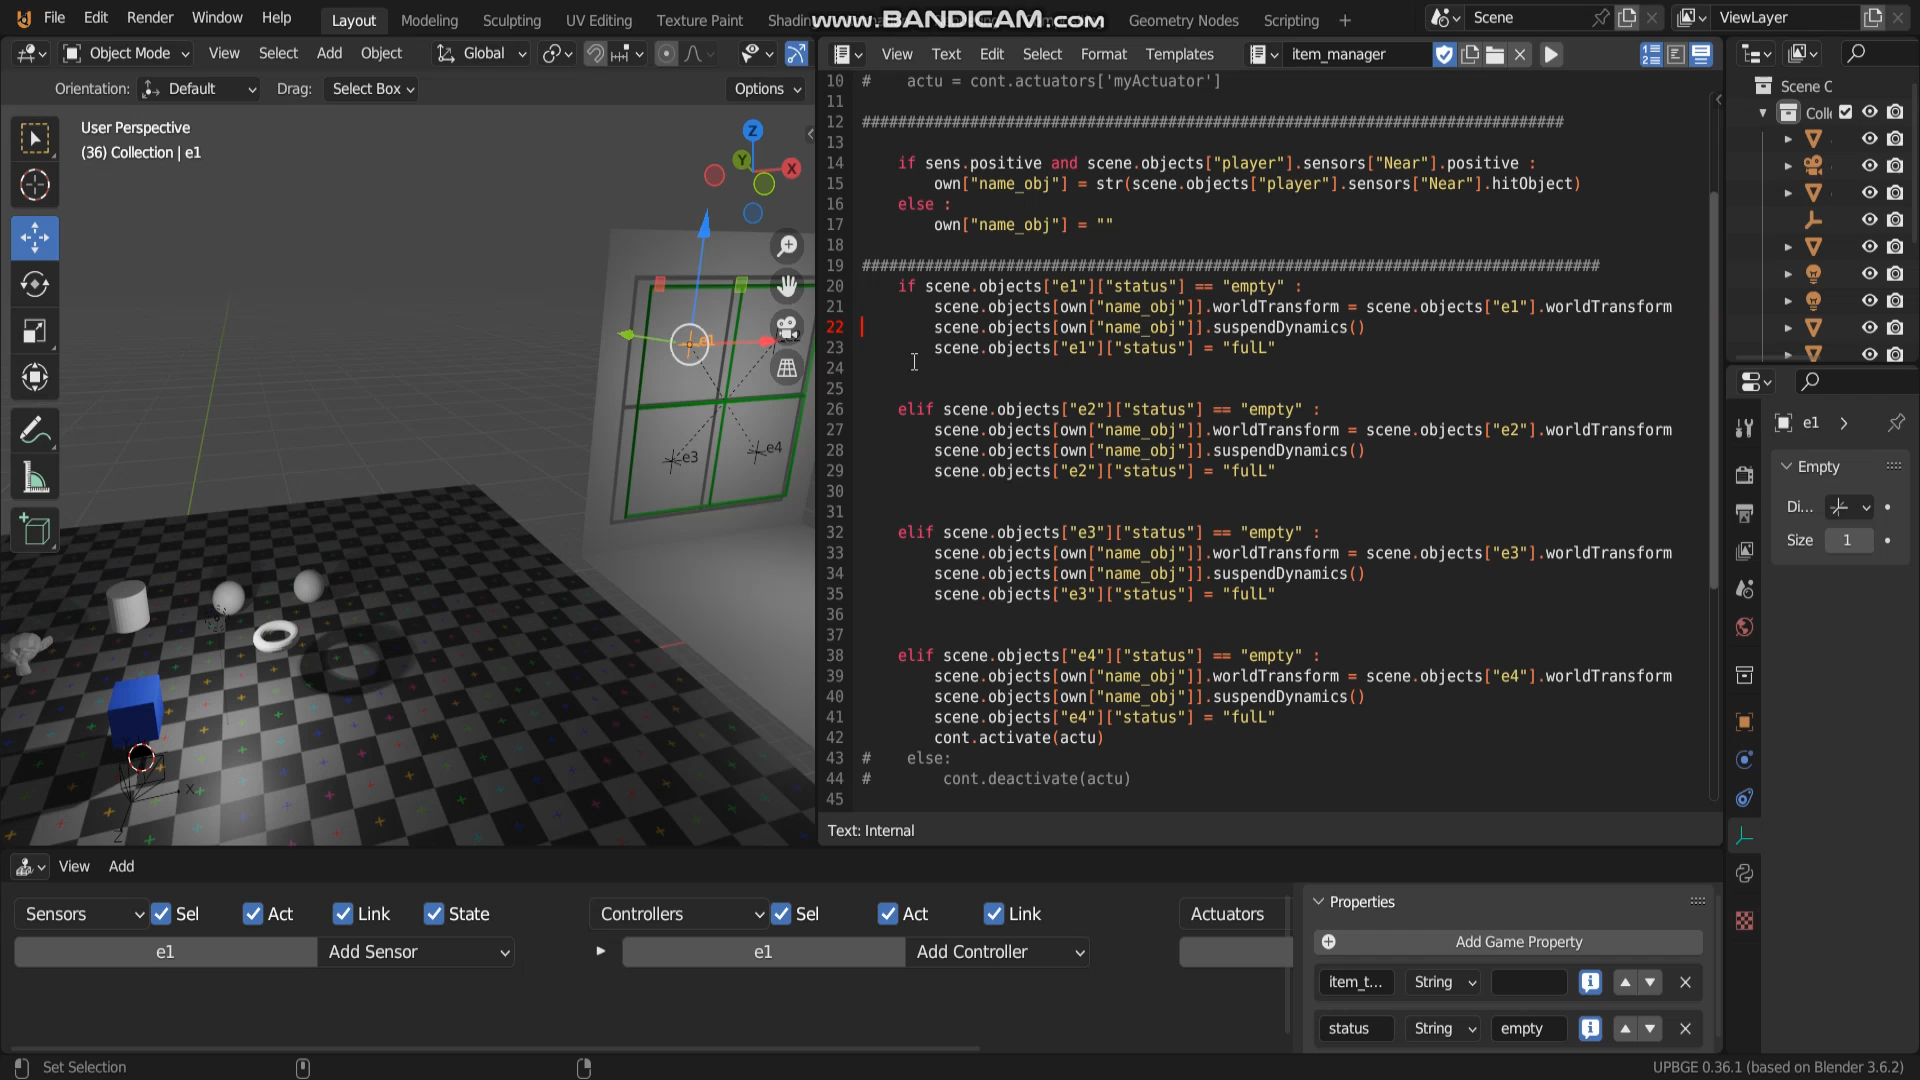 File Edit Render Window Help Layout Modeling Sculpting UV Editing Texture Paint Shadin www.BANDICAM.com Geometry Nodes Scripting + Scene ViewLayer
Object Mode View Select Add Object Global View Text Edit Select Format Templates item_manager
Orientation: Default Drag: Select Box Options
User Perspective
(36) Collection | e1
Z
Y
X
e1
e3
e4
X
Z
10 #    actu = cont.actuators['myActuator']
11
12 ##############################################################################
13
14     if sens.positive and scene.objects["player"].sensors["Near"].positive :
15         own["name_obj"] = str(scene.objects["player"].sensors["Near"].hitObject)
16     else :
17         own["name_obj"] = ""
18
19 ##################################################################################
20     if scene.objects["e1"]["status"] == "empty" :
21         scene.objects[own["name_obj"]].worldTransform = scene.objects["e1"].worldTransform
22         scene.objects[own["name_obj"]].suspendDynamics()
23         scene.objects["e1"]["status"] = "fulL"
24
25
26     elif scene.objects["e2"]["status"] == "empty" :
27         scene.objects[own["name_obj"]].worldTransform = scene.objects["e2"].worldTransform
28         scene.objects[own["name_obj"]].suspendDynamics()
29         scene.objects["e2"]["status"] = "fulL"
30
31
32     elif scene.objects["e3"]["status"] == "empty" :
33         scene.objects[own["name_obj"]].worldTransform = scene.objects["e3"].worldTransform
34         scene.objects[own["name_obj"]].suspendDynamics()
35         scene.objects["e3"]["status"] = "fulL"
36
37
38     elif scene.objects["e4"]["status"] == "empty" :
39         scene.objects[own["name_obj"]].worldTransform = scene.objects["e4"].worldTransform
40         scene.objects[own["name_obj"]].suspendDynamics()
41         scene.objects["e4"]["status"] = "fulL"
42         cont.activate(actu)
43 #    else:
44 #        cont.deactivate(actu)
45
Text: Internal
Scene C
Colle
e1
Empty
Di...
Size 1
View Add
Sensors Sel Act Link State Controllers Sel Act Link Actuators
e1 Add Sensor e1 Add Controller
Properties
Add Game Property
item_t... String
status String empty
Set Selection
UPBGE 0.36.1 (based on Blender 3.6.2)